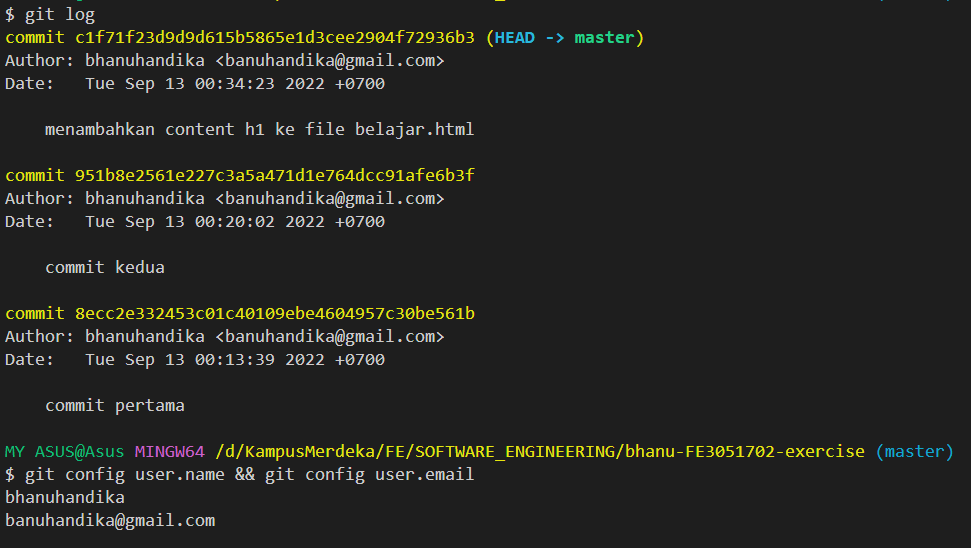 $ git log
commit c1f71f23d9d9d615b5865e1d3cee2904f72936b3 (HEAD -> master)
Author: bhanuhandika <banuhandika@gmail.com>
Date:   Tue Sep 13 00:34:23 2022 +0700
menambahkan content h1 ke file belajar.html
commit 951b8e2561e227c3a5a471d1e764dcc91afe6b3f
Author: bhanuhandika <banuhandika@gmail.com>
Date:   Tue Sep 13 00:20:02 2022 +0700
commit kedua
commit 8ecc2e332453c01c40109ebe4604957c30be561b
Author: bhanuhandika <banuhandika@gmail.com>
Date:   Tue Sep 13 00:13:39 2022 +0700
commit pertama
MY ASUS@Asus MINGW64 /d/KampusMerdeka/FE/SOFTWARE_ENGINEERING/bhanu-FE3051702-exercise (master)
$ git config user.name && git config user.email
bhanuhandika
banuhandika@gmail.com